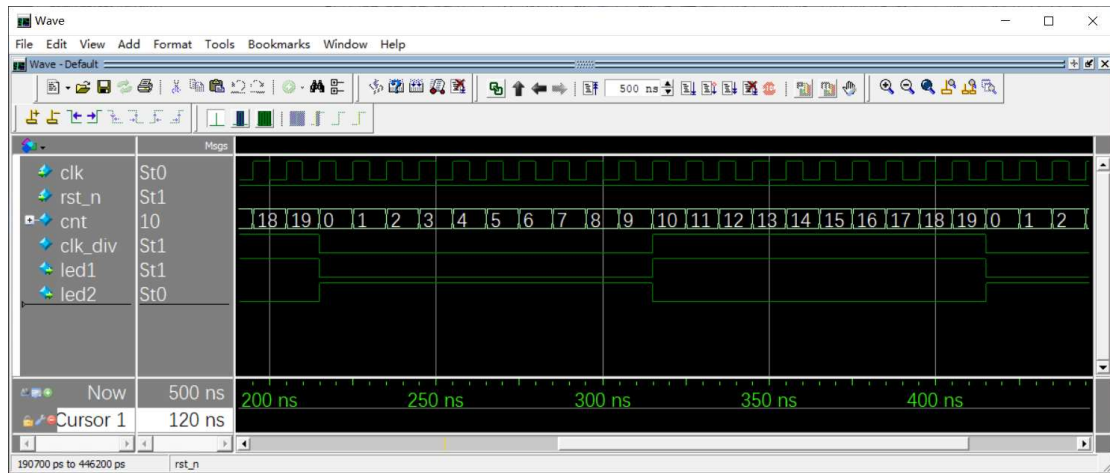 Wave
File Edit View Add Format Tools Bookmarks Window Help
Wave - Default
500 ns
Msgs
clk St0
rst_n St1
cnt 10 18 19 0 1 2 3 4 5 6 7 8 9 10 11 12 13 14 15 16 17 18 19 0 1 2
clk_div St1
led1 St1
led2 St0
Now 500 ns 200 ns 250 ns 300 ns 350 ns 400 ns
Cursor 1 120 ns
190700 ps to 446200 ps rst_n